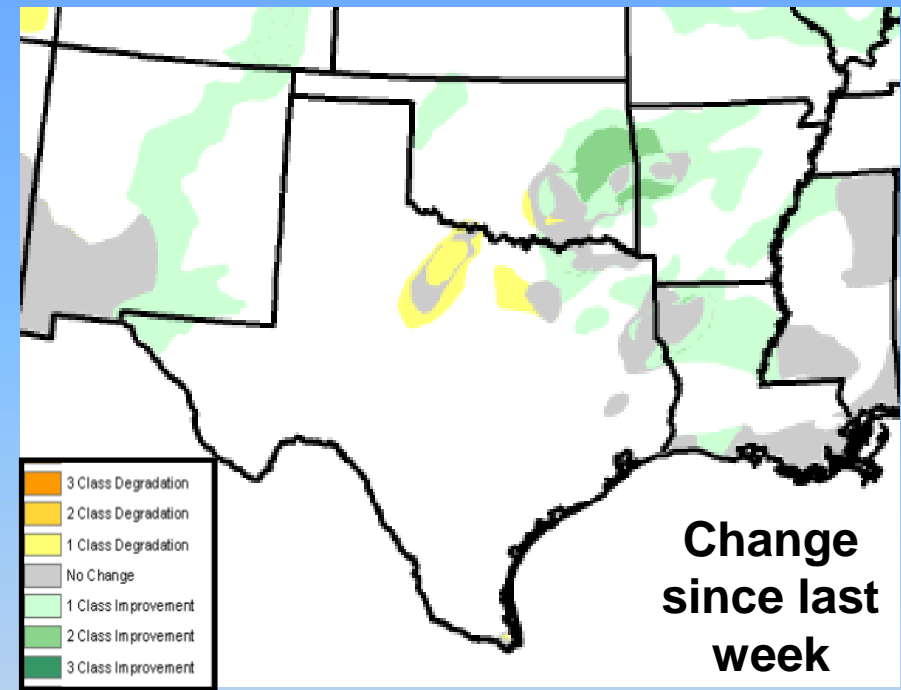 3 Class Degradation
2 Class Degradation
1 Class Degradation
No Change
1 Class Improvement
2 Class Improvement
3 Class Improvement
Change
since last
week